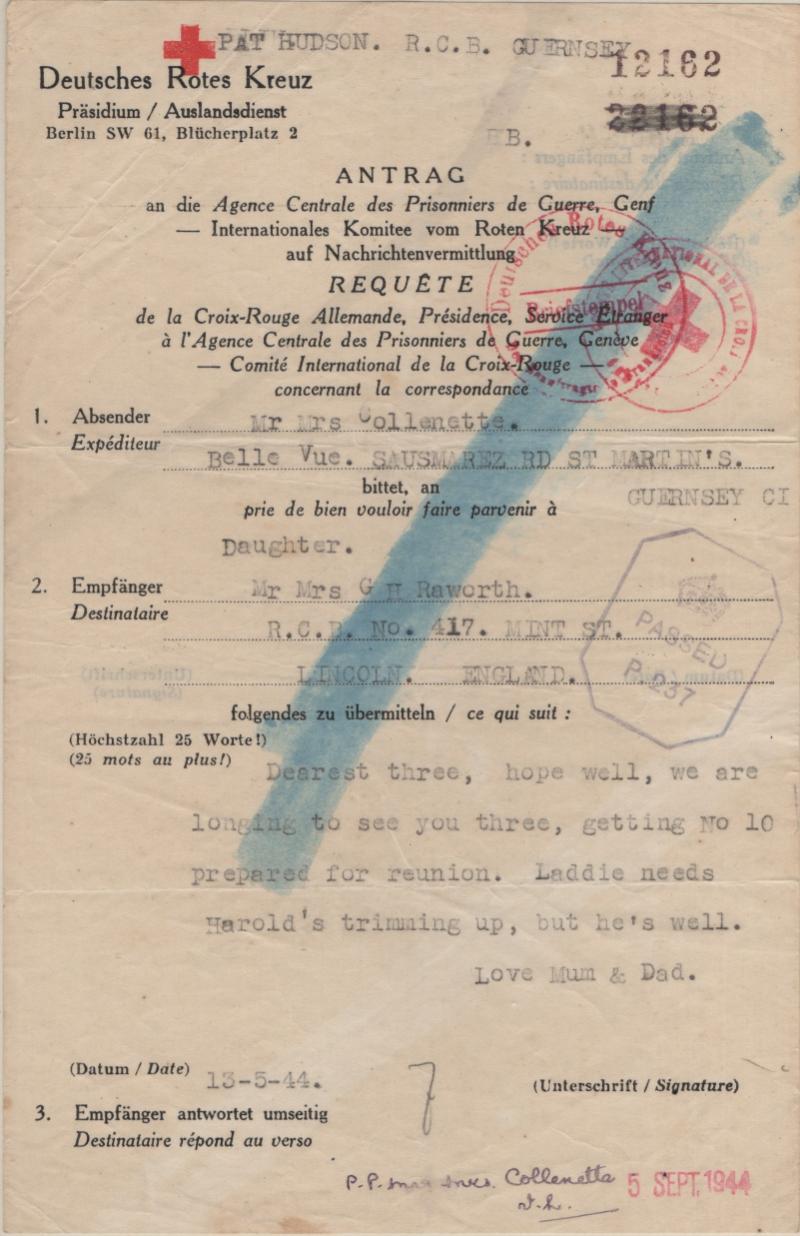 PAT HUDSON. R.C.B. GUERNSEY
12162
22162
Deutsches Rotes Kreuz
Präsidium / Auslandsdienst
Berlin SW 61, Blücherplatz 2
B.
ANTRAG
an die Agence Centrale des Prisonniers de Guerre, Genf
— Internationales Komitee vom Roten Kreuz —
auf Nachrichtenvermittlung
REQUÊTE
de la Croix-Rouge Allemande, Présidence, Service Étranger
à l'Agence Centrale des Prisonniers de Guerre, Genève
— Comité International de la Croix-Rouge —
concernant la correspondance
Deutsches Rotes Kreuz
Briefstempel
1. Absender Mr Mrs Collenette.
Expéditeur Belle Vue. SAUSMAREZ RD ST MARTIN'S.
bittet, an GUERNSEY CI
prie de bien vouloir faire parvenir à
Daughter.
2. Empfänger Mr Mrs G H Raworth.
Destinataire R.C.B. No. 417. MINT ST.
LINCOLN. ENGLAND.
PASSED
P.237
folgendes zu übermitteln / ce qui suit :
(Höchstzahl 25 Worte!)
(25 mots au plus!) Dearest three, hope well, we are
longing to see you three, getting No 10
prepared for reunion. Laddie needs
Harold's trimming up, but he's well.
Love Mum & Dad.
(Datum / Date) 13-5-44.
(Unterschrift / Signature)
3. Empfänger antwortet umseitig
Destinataire répond au verso
P.P. Collenette
5 SEPT. 1944